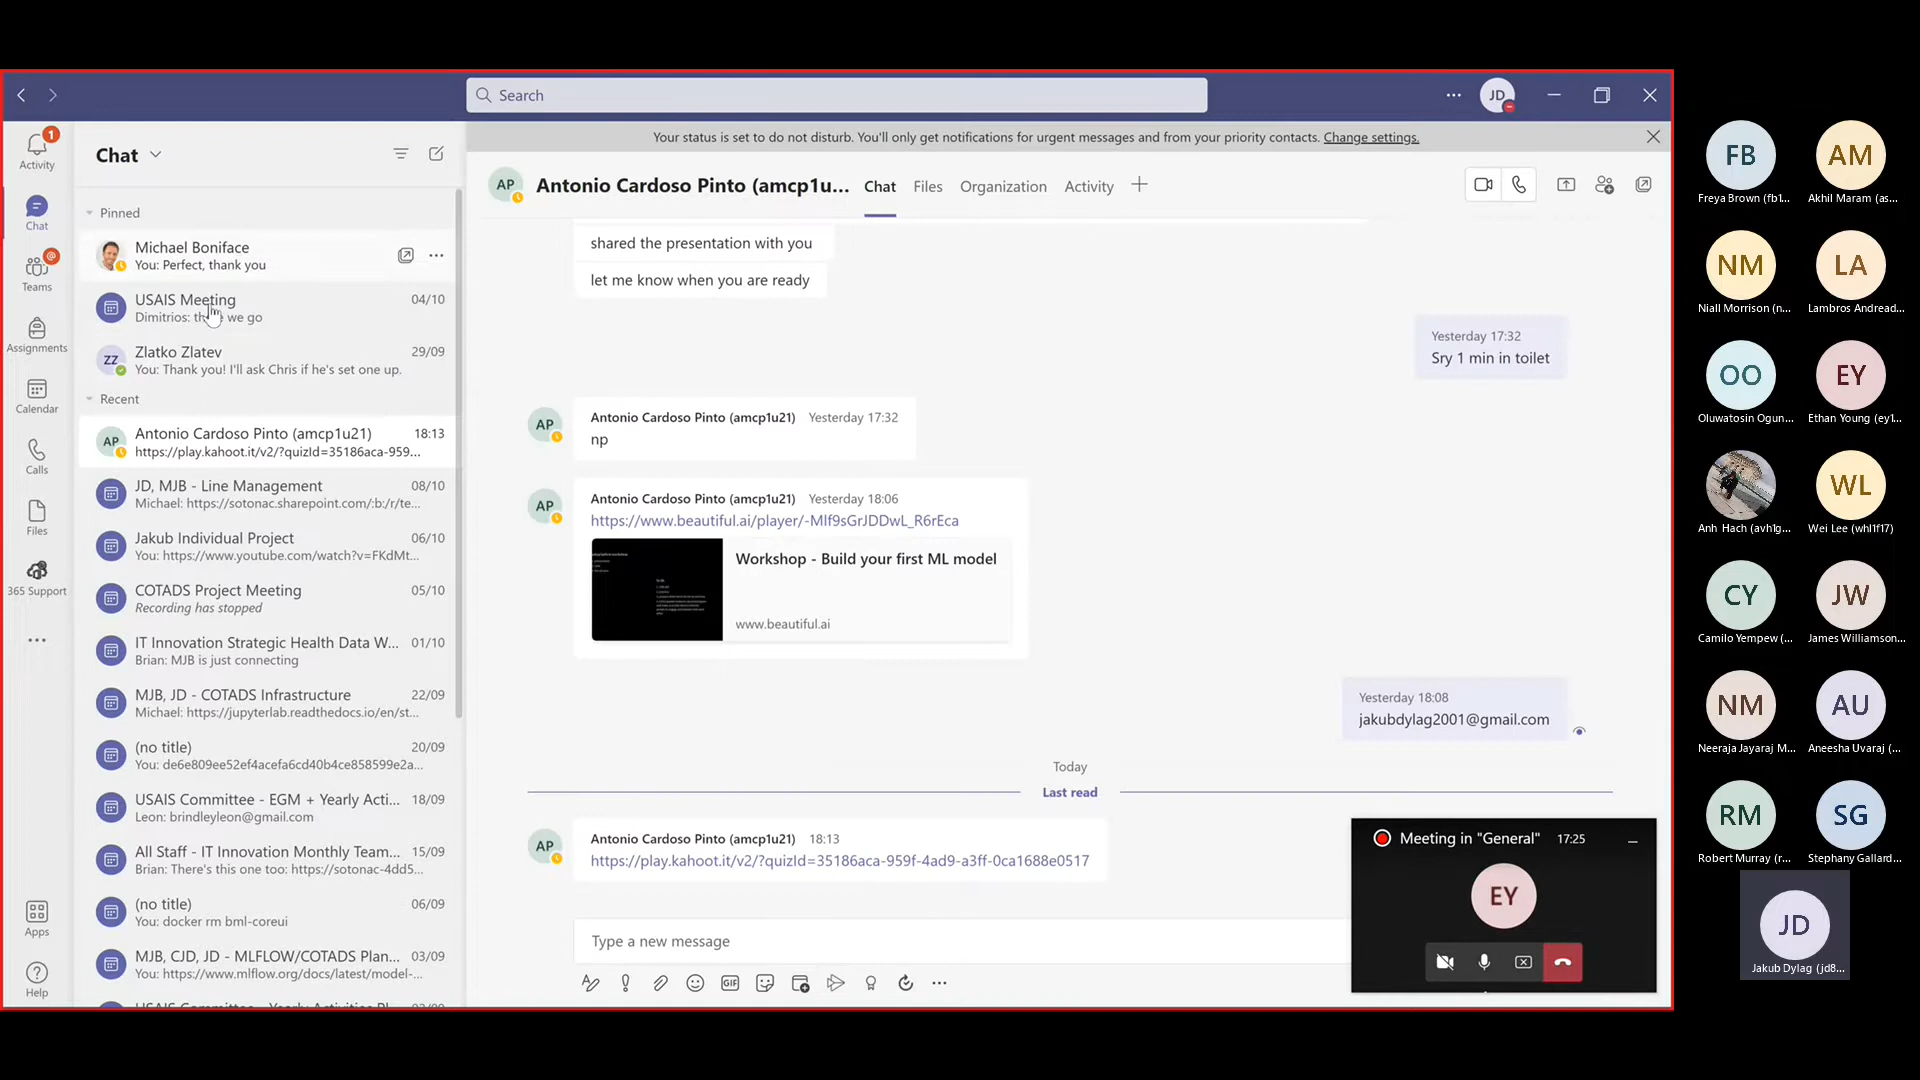 Search
JD
Your status is set to do not disturb. You'll only get notifications for urgent messages and from your priority contacts. Change settings.
1
Activity
Chat
Teams
Assignments
Calendar
Calls
Files
365 Support
Apps
Help
Chat
Pinned
Michael Boniface
You: Perfect, thank you
USAIS Meeting 04/10
Dimitrios: we go
ZZ
Zlatko Zlatev 29/09
You: Thank you! I'll ask Chris if he's set one up.
Recent
AP
Antonio Cardoso Pinto (amcp1u21) 18:13
https://play.kahoot.it/v2/?quizId=35186aca-959...
JD, MJB - Line Management 08/10
Michael: https://sotonac.sharepoint.com/:b:/r/te...
Jakub Individual Project 06/10
You: https://www.youtube.com/watch?v=FKdMt...
COTADS Project Meeting 05/10
Recording has stopped
IT Innovation Strategic Health Data W... 01/10
Brian: MJB is just connecting
MJB, JD - COTADS Infrastructure 22/09
Michael: https://jupyterlab.readthedocs.io/en/st...
(no title) 20/09
You: de6e809ee52ef4acefa6cd40b4ce858599e2a...
USAIS Committee - EGM + Yearly Acti... 18/09
Leon: brindleyleon@gmail.com
All Staff - IT Innovation Monthly Team... 15/09
Brian: There's this one too: https://sotonac-4dd5...
(no title) 06/09
You: docker rm bml-coreui
MJB, CJD, JD - MLFLOW/COTADS Plan... 03/09
You: https://www.mlflow.org/docs/latest/model-...
AP
Antonio Cardoso Pinto (amcp1u... Chat Files Organization Activity
shared the presentation with you
let me know when you are ready
Yesterday 17:32
Sry 1 min in toilet
AP
Antonio Cardoso Pinto (amcp1u21) Yesterday 17:32
np
AP
Antonio Cardoso Pinto (amcp1u21) Yesterday 18:06
https://www.beautiful.ai/player/-MIf9sGrJDDwL_R6rEca
Workshop - Build your first ML model
www.beautiful.ai
Yesterday 18:08
jakubdylag2001@gmail.com
Today
Last read
AP
Antonio Cardoso Pinto (amcp1u21) 18:13
https://play.kahoot.it/v2/?quizId=35186aca-959f-4ad9-a3ff-0ca1688e0517
Type a new message
GIF
Meeting in "General" 17:25
EY
FB AM
Freya Brown (fb1... Akhil Maram (as...
NM LA
Niall Morrison (n... Lambros Andread...
OO EY
Oluwatosin Ogun... Ethan Young (ey1...
WL
Anh Hach (avh1g... Wei Lee (whl1f17)
CY JW
Camilo Yempew (... James Williamson...
NM AU
Neeraja Jayaraj M... Aneesha Uvaraj (...
RM SG
Robert Murray (r... Stephany Gallard...
JD
Jakub Dylag (jd8...